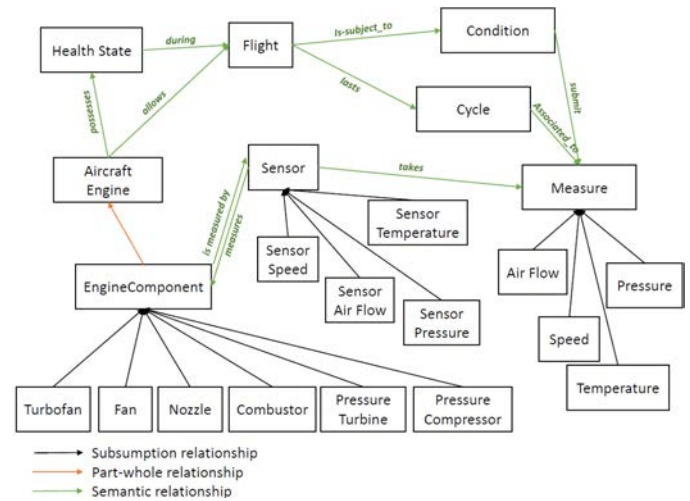 Health State
during
Flight
Is-subject_to
Condition
possesses
allows
lasts
Cycle
submit
Associated_to
Aircraft
Engine
Sensor
takes
Measure
is measured by
measures
Sensor
Temperature
Sensor
Speed
Sensor
Air Flow
Sensor
Pressure
Air Flow
Pressure
Speed
Temperature
EngineComponent
Turbofan
Fan
Nozzle
Combustor
Pressure
Turbine
Pressure
Compressor
Subsumption relationship
Part-whole relationship
Semantic relationship